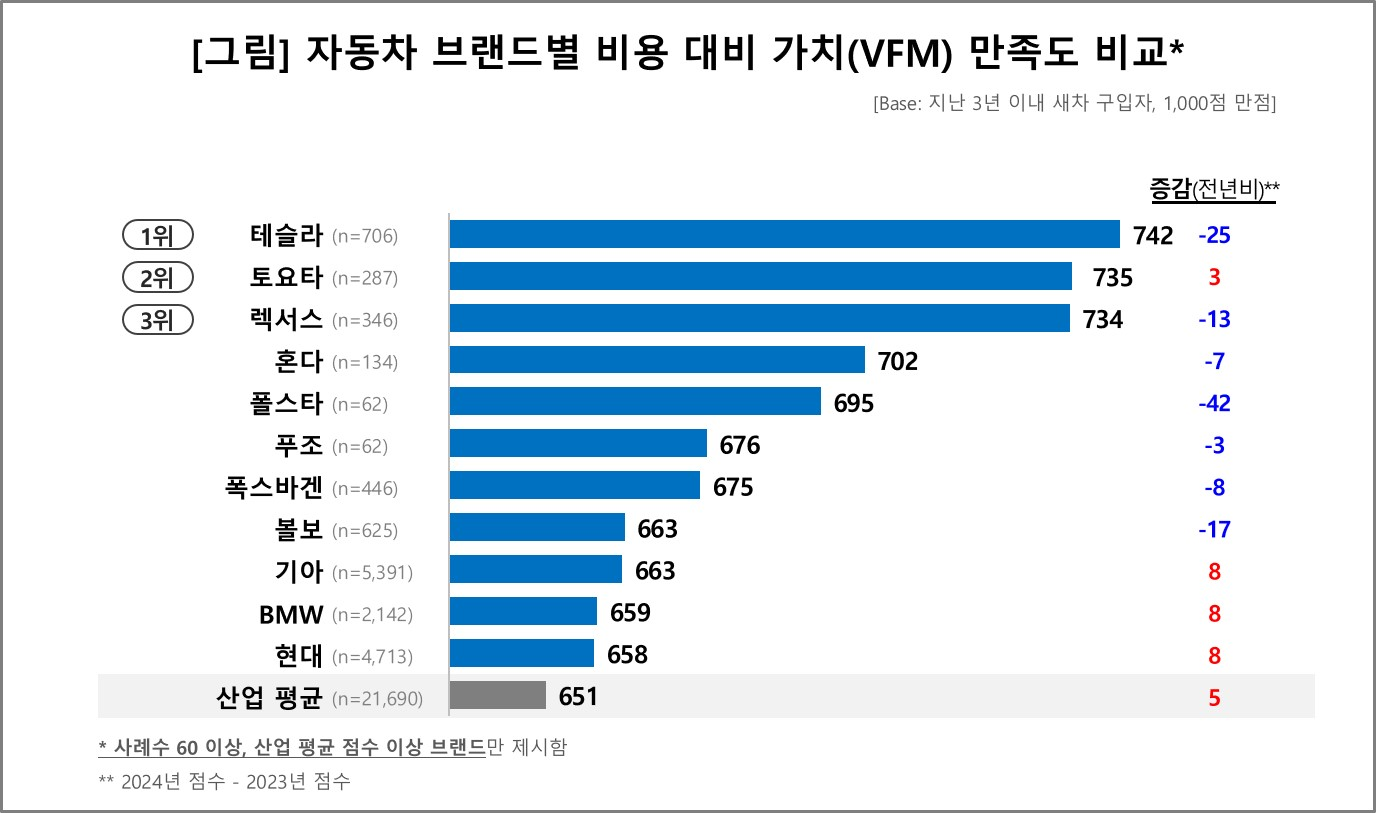 [그림] 자동차 브랜드별 비용 대비 가치(VFM) 만족도 비교*
[Base: 지난 3년 이내 새차 구입자, 1,000점 만점]
증감(전년비)**
1위 테슬라 (n=706) 742 -25
2위 토요타 (n=287) 735 3
3위 렉서스 (n=346) 734 -13
혼다 (n=134) 702 -7
폴스타 (n=62) 695 -42
푸조 (n=62) 676 -3
폭스바겐 (n=446) 675 -8
볼보 (n=625) 663 -17
기아 (n=5,391) 663 8
BMW (n=2,142) 659 8
현대 (n=4,713) 658 8
산업 평균 (n=21,690) 651 5
* 사례수 60 이상, 산업 평균 점수 이상 브랜드만 제시함
** 2024년 점수 - 2023년 점수